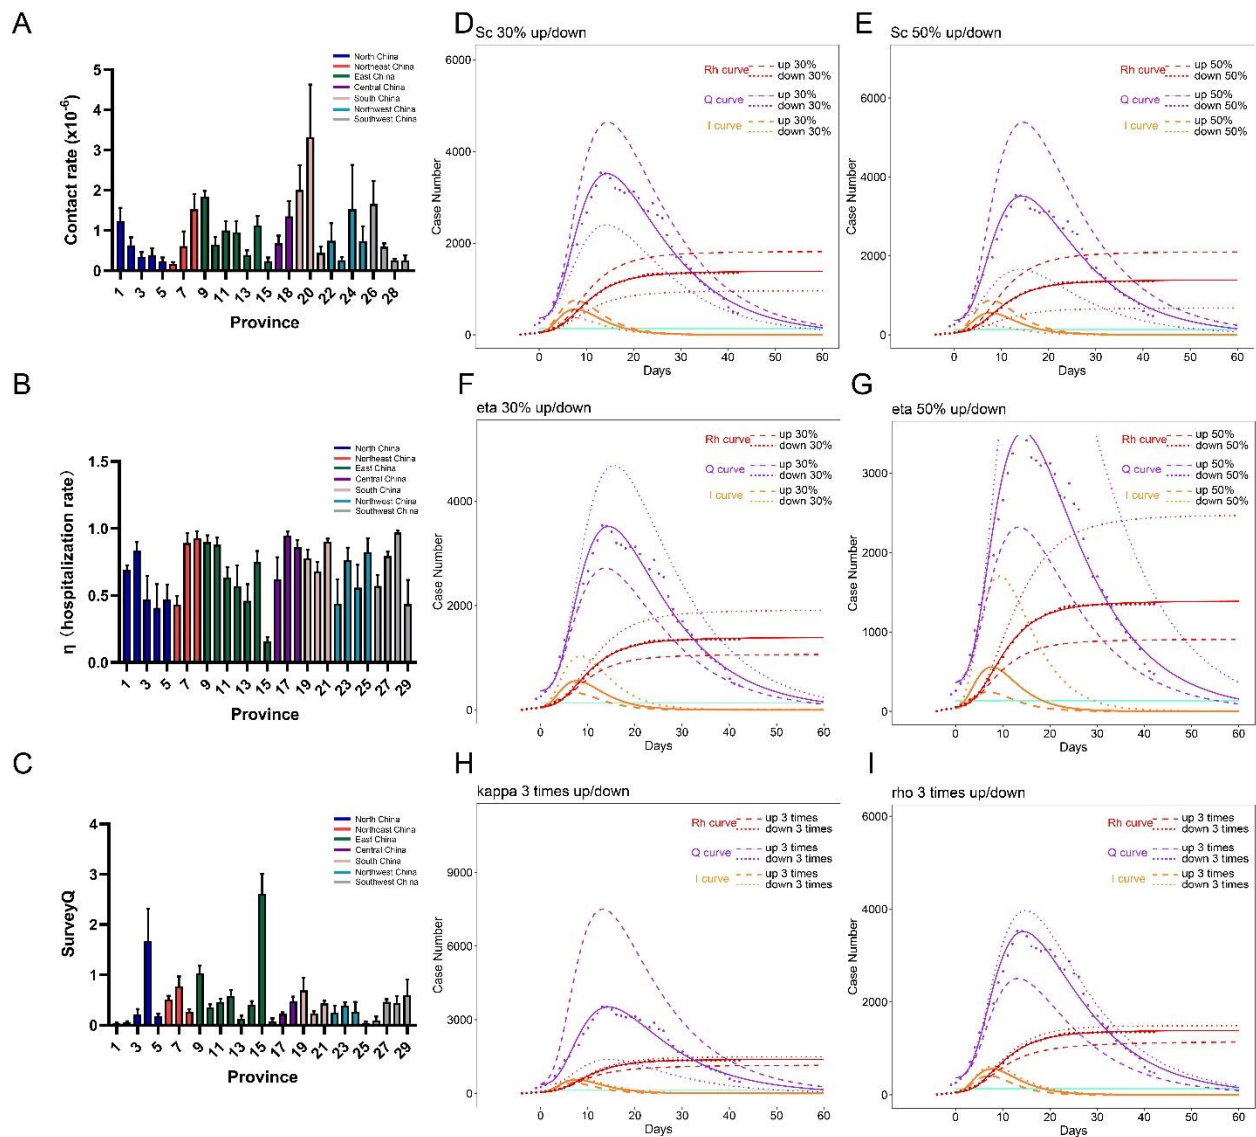 A
North China
Northeast China
East China
Central China
South China
Northwest China
Southwest China
Contact rate (x10-6)
5
4
3
2
1
0
1 3 5 7 9 11 13 15 18 20 22 24 26 28
Province
B
North China
Northeast China
East China
Central China
South China
Northwest China
Southwest China
η (hospitalization rate)
1.5
1.0
0.5
0.0
1 3 5 7 9 11 13 15 17 19 21 23 25 27 29
Province
C
North China
Northeast China
East China
Central China
South China
Northwest China
Southwest China
SurveyQ
4
3
2
1
0
1 3 5 7 9 11 13 15 17 19 21 23 25 27 29
Province
D
Sc 30% up/down
Rh curve up 30%
down 30%
Q curve up 30%
down 30%
I curve up 30%
down 30%
Case Number
6000
4000
2000
0
0 10 20 30 40 50 60
Days
E
Sc 50% up/down
Rh curve up 50%
down 50%
Q curve up 50%
down 50%
I curve up 50%
down 50%
Case Number
6000
4000
2000
0
0 10 20 30 40 50 60
Days
F
eta 30% up/down
Rh curve up 30%
down 30%
Q curve up 30%
down 30%
I curve up 30%
down 30%
Case Number
4000
2000
0
0 10 20 30 40 50 60
Days
G
eta 50% up/down
Rh curve up 50%
down 50%
Q curve up 50%
down 50%
I curve up 50%
down 50%
Case Number
3000
2000
1000
0
0 10 20 30 40 50 60
Days
H
kappa 3 times up/down
Rh curve up 3 times
down 3 times
Q curve up 3 times
down 3 times
I curve up 3 times
down 3 times
Case Number
9000
6000
3000
0
0 10 20 30 40 50 60
Days
I
rho 3 times up/down
Rh curve up 3 times
down 3 times
Q curve up 3 times
down 3 times
I curve up 3 times
down 3 times
Case Number
6000
4000
2000
0
0 10 20 30 40 50 60
Days